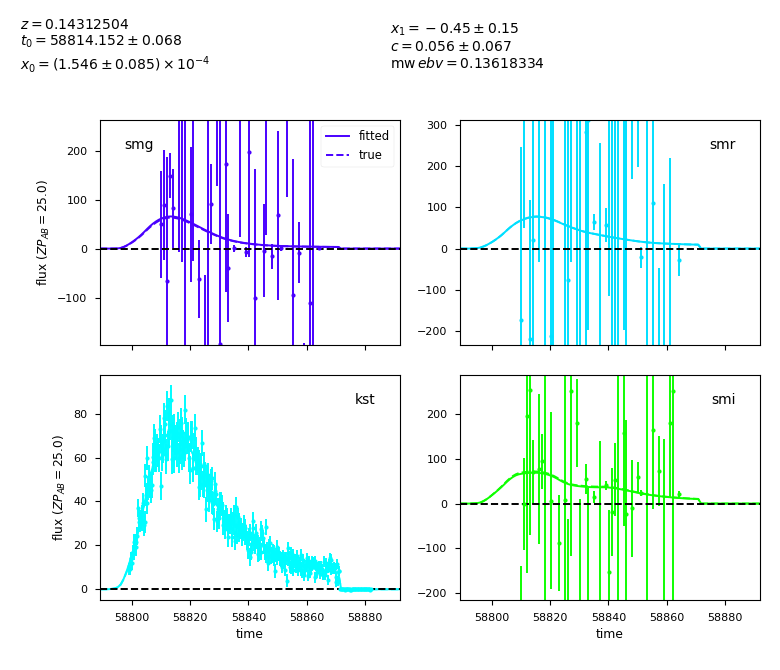 z = 0.14312504
t₀ = 58814.152 ± 0.068
x₀ = (1.546 ± 0.085) × 10⁻⁴
x₁ = −0.45 ± 0.15
c = 0.056 ± 0.067
mw ebv = 0.13618334
smg
fitted
true
200
100
0
−100
flux (ZP_AB = 25.0)
smr
300
200
100
0
−100
−200
kst
80
60
40
20
0
flux (ZP_AB = 25.0)
58800 58820 58840 58860 58880
time
smi
200
100
0
−100
−200
58800 58820 58840 58860 58880
time